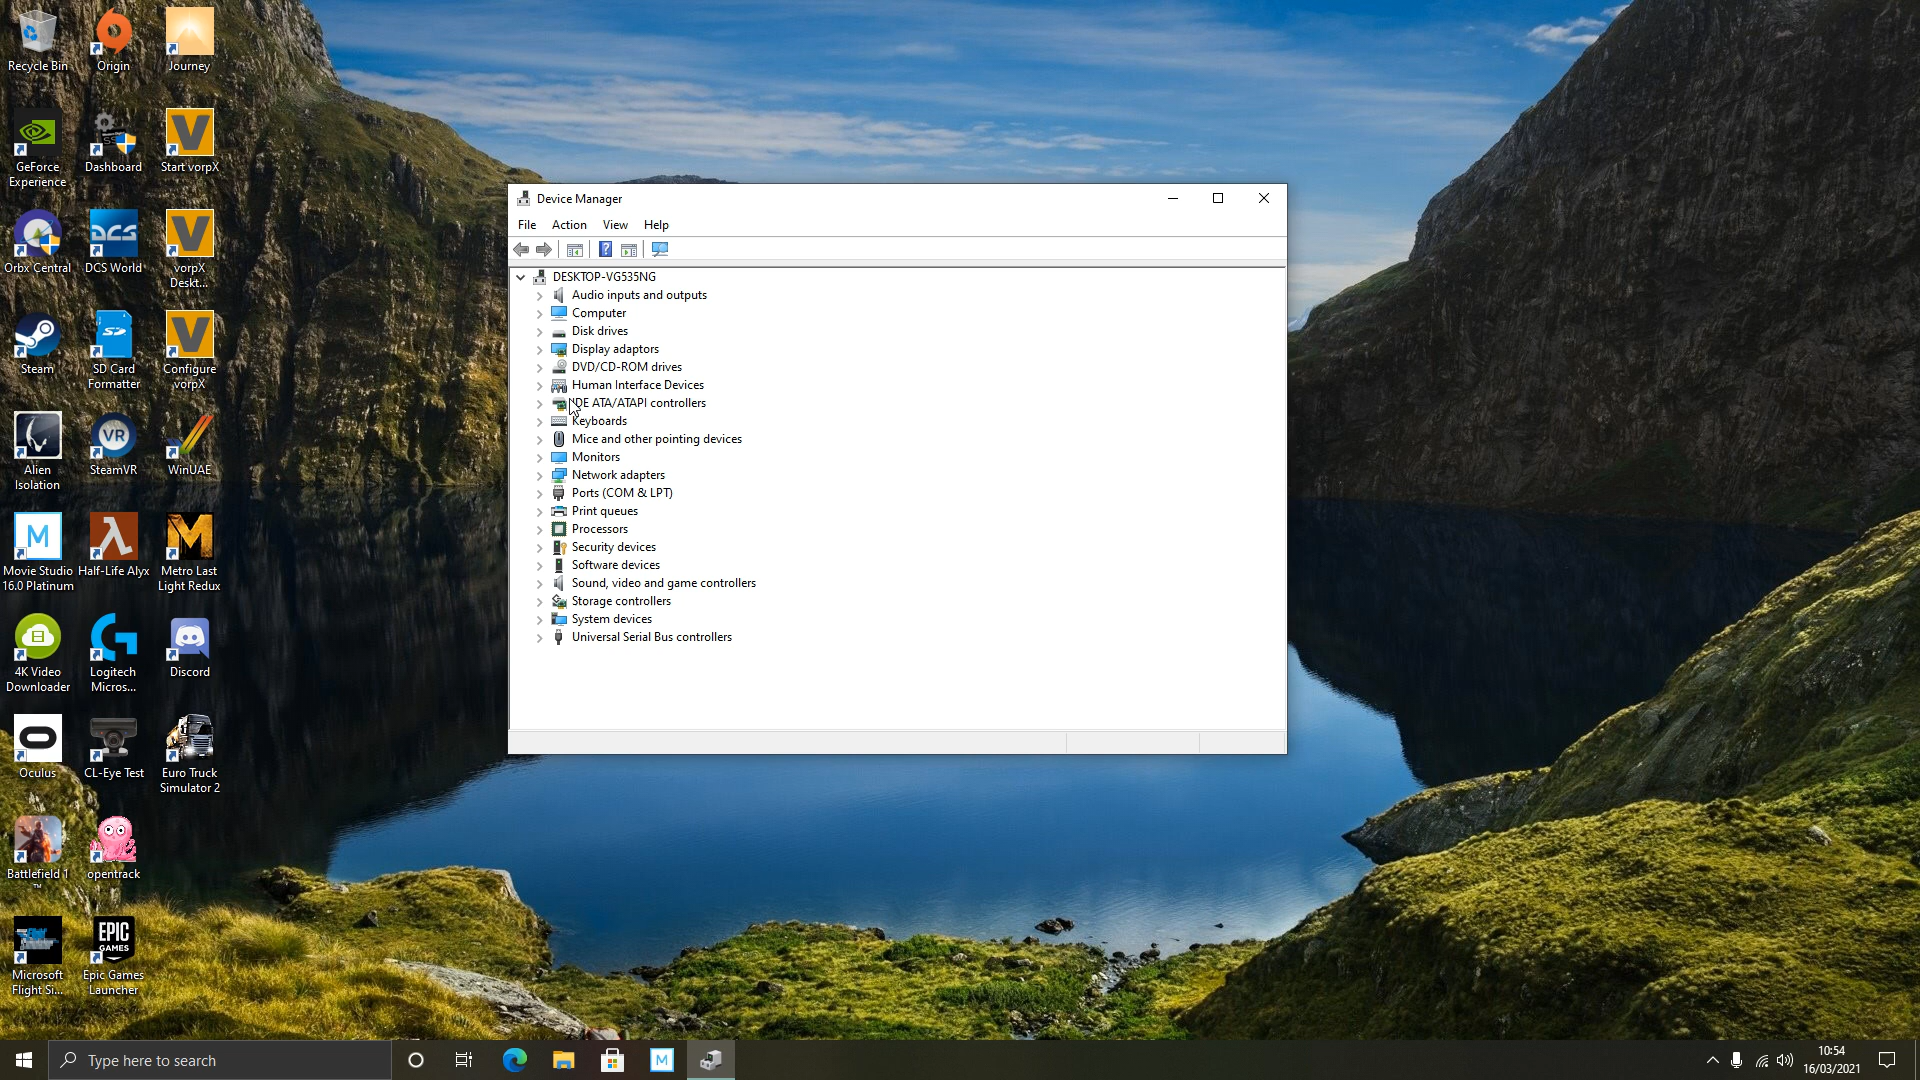 Recycle Bin
Origin
Journey
GeForce
Experience
Dashboard
Start vorpX
Orbx Central
DCS
DCS World
vorpX
Deskt...
Steam
SD
SD Card
Formatter
Configure
vorpX
Alien
Isolation
VR
SteamVR
WinUAE
M
Movie Studio
16.0 Platinum
Half-Life Alyx
Metro Last
Light Redux
4K Video
Downloader
Logitech
Micros...
Discord
Oculus
CL-Eye Test
Euro Truck
Simulator 2
Battlefield 1
™
opentrack
Microsoft
Flight Si...
EPIC
GAMES
Epic Games
Launcher
Device Manager
File Action View Help
DESKTOP-VG535NG
Audio inputs and outputs
Computer
Disk drives
Display adaptors
DVD/CD-ROM drives
Human Interface Devices
IDE ATA/ATAPI controllers
Keyboards
Mice and other pointing devices
Monitors
Network adapters
Ports (COM & LPT)
Print queues
Processors
Security devices
Software devices
Sound, video and game controllers
Storage controllers
System devices
Universal Serial Bus controllers
Type here to search
M
10:54
16/03/2021